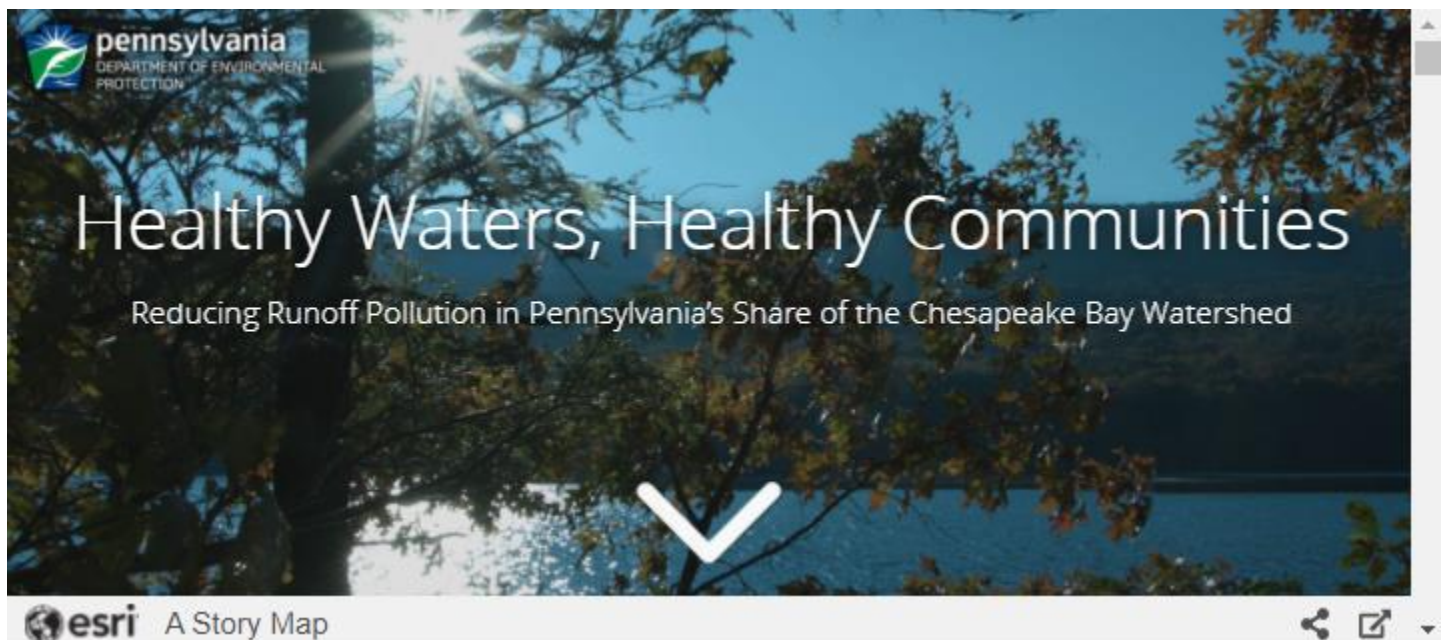 pennsylvania
DEPARTMENT OF ENVIRONMENTAL
PROTECTION
Healthy Waters, Healthy Communities
Reducing Runoff Pollution in Pennsylvania's Share of the Chesapeake Bay Watershed
esri A Story Map